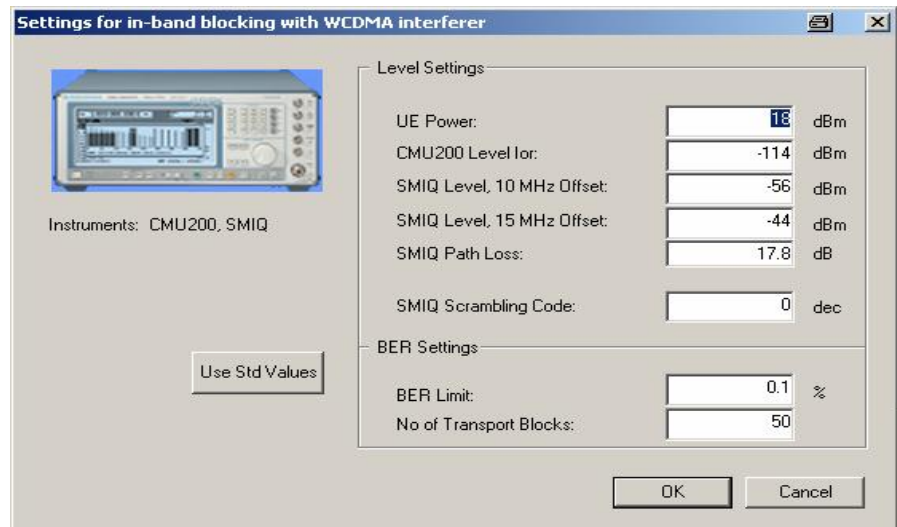 Settings for in-band blocking with WCDMA interferer
Level Settings
UE Power: 18 dBm
CMU200 Level Ior: -114 dBm
SMIQ Level, 10 MHz Offset: -56 dBm
SMIQ Level, 15 MHz Offset: -44 dBm
SMIQ Path Loss: 17.8 dB
SMIQ Scrambling Code: 0 dec
Instruments: CMU200, SMIQ
Use Std Values
BER Settings
BER Limit: 0.1 %
No of Transport Blocks: 50
OK
Cancel